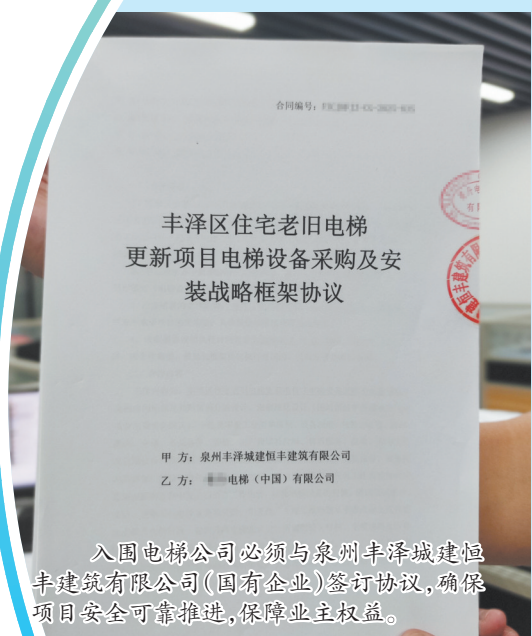 合同编号：
丰泽区住宅老旧电梯
更新项目电梯设备采购及安
装战略框架协议
甲 方：泉州丰泽城建恒丰建筑有限公司
乙 方：电梯（中国）有限公司
入围电梯公司必须与泉州丰泽城建恒
丰建筑有限公司(国有企业)签订协议,确保
项目安全可靠推进,保障业主权益。